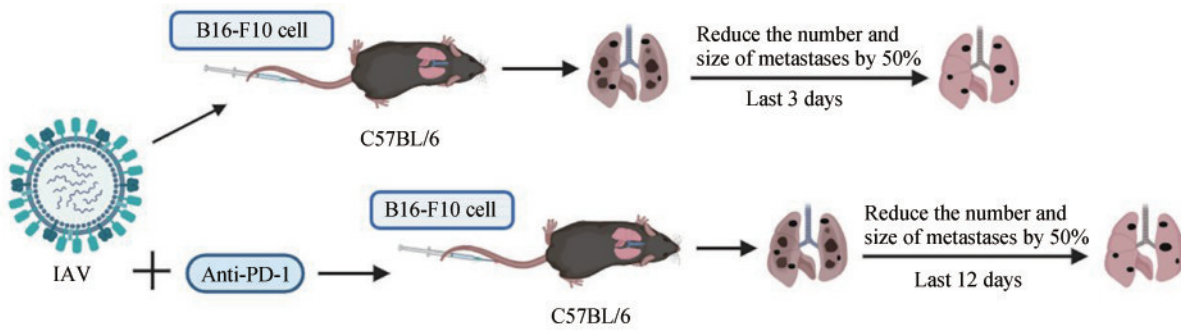 B16-F10 cell
Reduce the number and
size of metastases by 50%
Last 3 days
C57BL/6
B16-F10 cell
Reduce the number and
size of metastases by 50%
IAV
Anti-PD-1
Last 12 days
C57BL/6